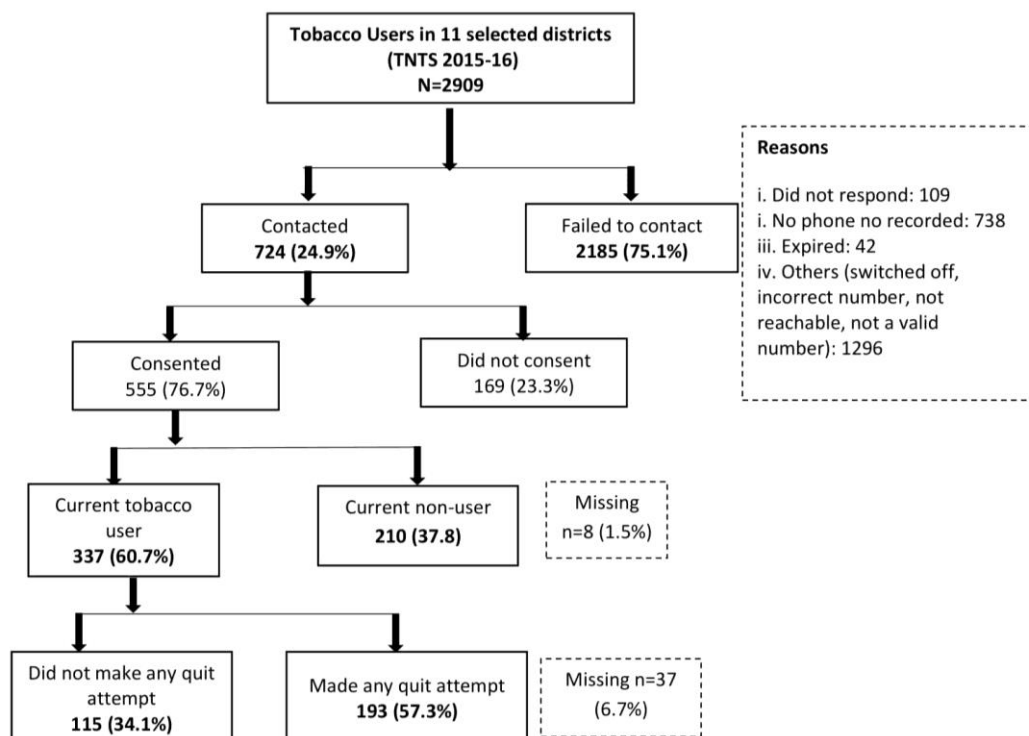 Tobacco Users in 11 selected districts
(TNTS 2015-16)
N=2909
Reasons
i. Did not respond: 109
i. No phone no recorded: 738
iii. Expired: 42
iv. Others (switched off,
incorrect number, not
reachable, not a valid
number): 1296
Contacted
724 (24.9%)
Failed to contact
2185 (75.1%)
Consented
555 (76.7%)
Did not consent
169 (23.3%)
Current tobacco
user
337 (60.7%)
Current non-user
210 (37.8)
Missing
n=8 (1.5%)
Did not make any quit
attempt
115 (34.1%)
Made any quit attempt
193 (57.3%)
Missing n=37
(6.7%)